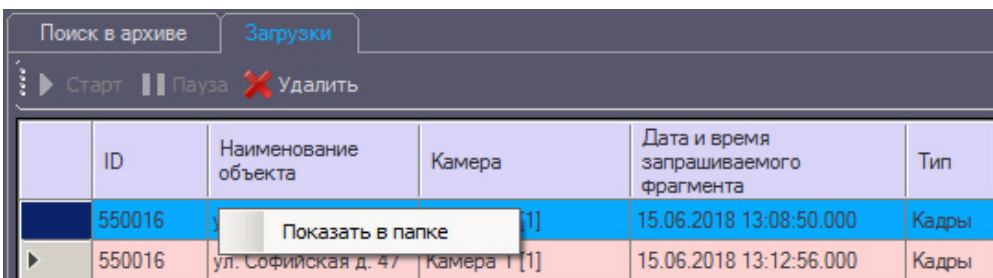 Поиск в архиве Загрузки
Старт Пауза Удалить
ID Наименование объекта Камера Дата и время запрашиваемого фрагмента Тип
550016 [1] 15.06.2018 13:08:50.000 Кадры
Показать в папке
550016 ул. Софийская д. 47 Камера 1 [1] 15.06.2018 13:12:56.000 Кадры